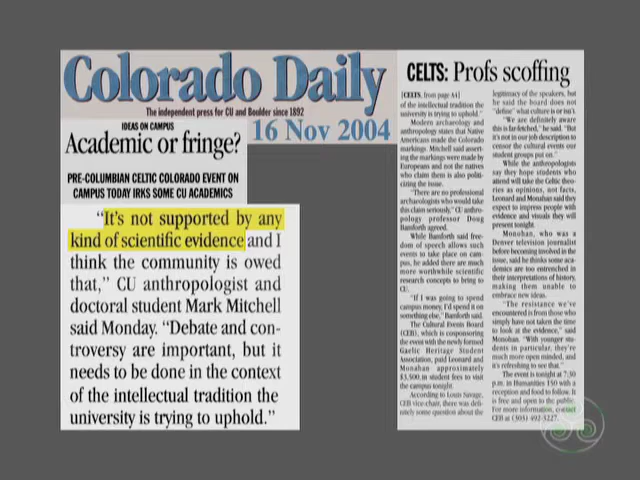 Colorado Daily
The independent press for CU and Boulder since 1892
16 Nov 2004
IDEAS ON CAMPUS
Academic or fringe?
PRE-COLUMBIAN CELTIC COLORADO EVENT ON
CAMPUS TODAY IRKS SOME CU ACADEMICS
“It's not supported by any
kind of scientific evidence and I
think the community is owed
that,” CU anthropologist and
doctoral student Mark Mitchell
said Monday. “Debate and con-
troversy are important, but it
needs to be done in the context
of the intellectual tradition the
university is trying to uphold.”
CELTS: Profs scoffing
[CELTS, from page A4]
of the intellectual tradition the
university is trying to uphold."
Modern archaeology and
anthropology states that Native
Americans made the Colorado
markings. Mitchell said assert-
ing the markings were made by
Europeans and not the natives
who claim them is also politi-
cizing the issue.
"There are no professional
archaeologists who would take
this claim seriously," CU anthro-
pology professor Doug
Bamforth agreed.
While Bamforth said free-
dom of speech allows such
events to take place on cam-
pus, he added there are much
more worthwhile scientific
research concepts to bring to
CU.
"If I was going to spend
campus money, I'd spend it on
something else," Bamforth said.
The Cultural Events Board
(CEB), which is cosponsoring
the event with the newly formed
Gaelic Heritage Student
Association, paid Leonard and
Monahan approximately
$3,500 in student fees to visit
the campus tonight.
According to Louis Savage,
CEB vice-chair, there was defi-
nitely some question about the
legitimacy of the speakers, but
he said the board does not
"define" what culture is or isn't.
"We are definitely aware
this is far-fetched," he said. "But
it's not in our job description to
censor the cultural events our
student groups put on."
While the anthropologists
say they hope students who
attend will take the Celtic theo-
ries as opinions, not facts,
Leonard and Monahan said they
expect to impress people with
evidence and visuals they will
present tonight.
Monahan, who was a
Denver television journalist
before becoming involved in the
issue, said he thinks some aca-
demics are too entrenched in
their interpretations of history,
making them unable to
embrace new ideas.
"The resistance we've
encountered is from those who
simply have not taken the time
to look at the evidence," said
Monahan. "With younger stu-
dents in particular, they're
much more open minded, and
it's refreshing to see that."
The event is tonight at 7:30
p.m. in Humanities 150 with a
reception and food to follow. It
is free and open to the public.
For more information, contact
CEB at (303) 492-3227.